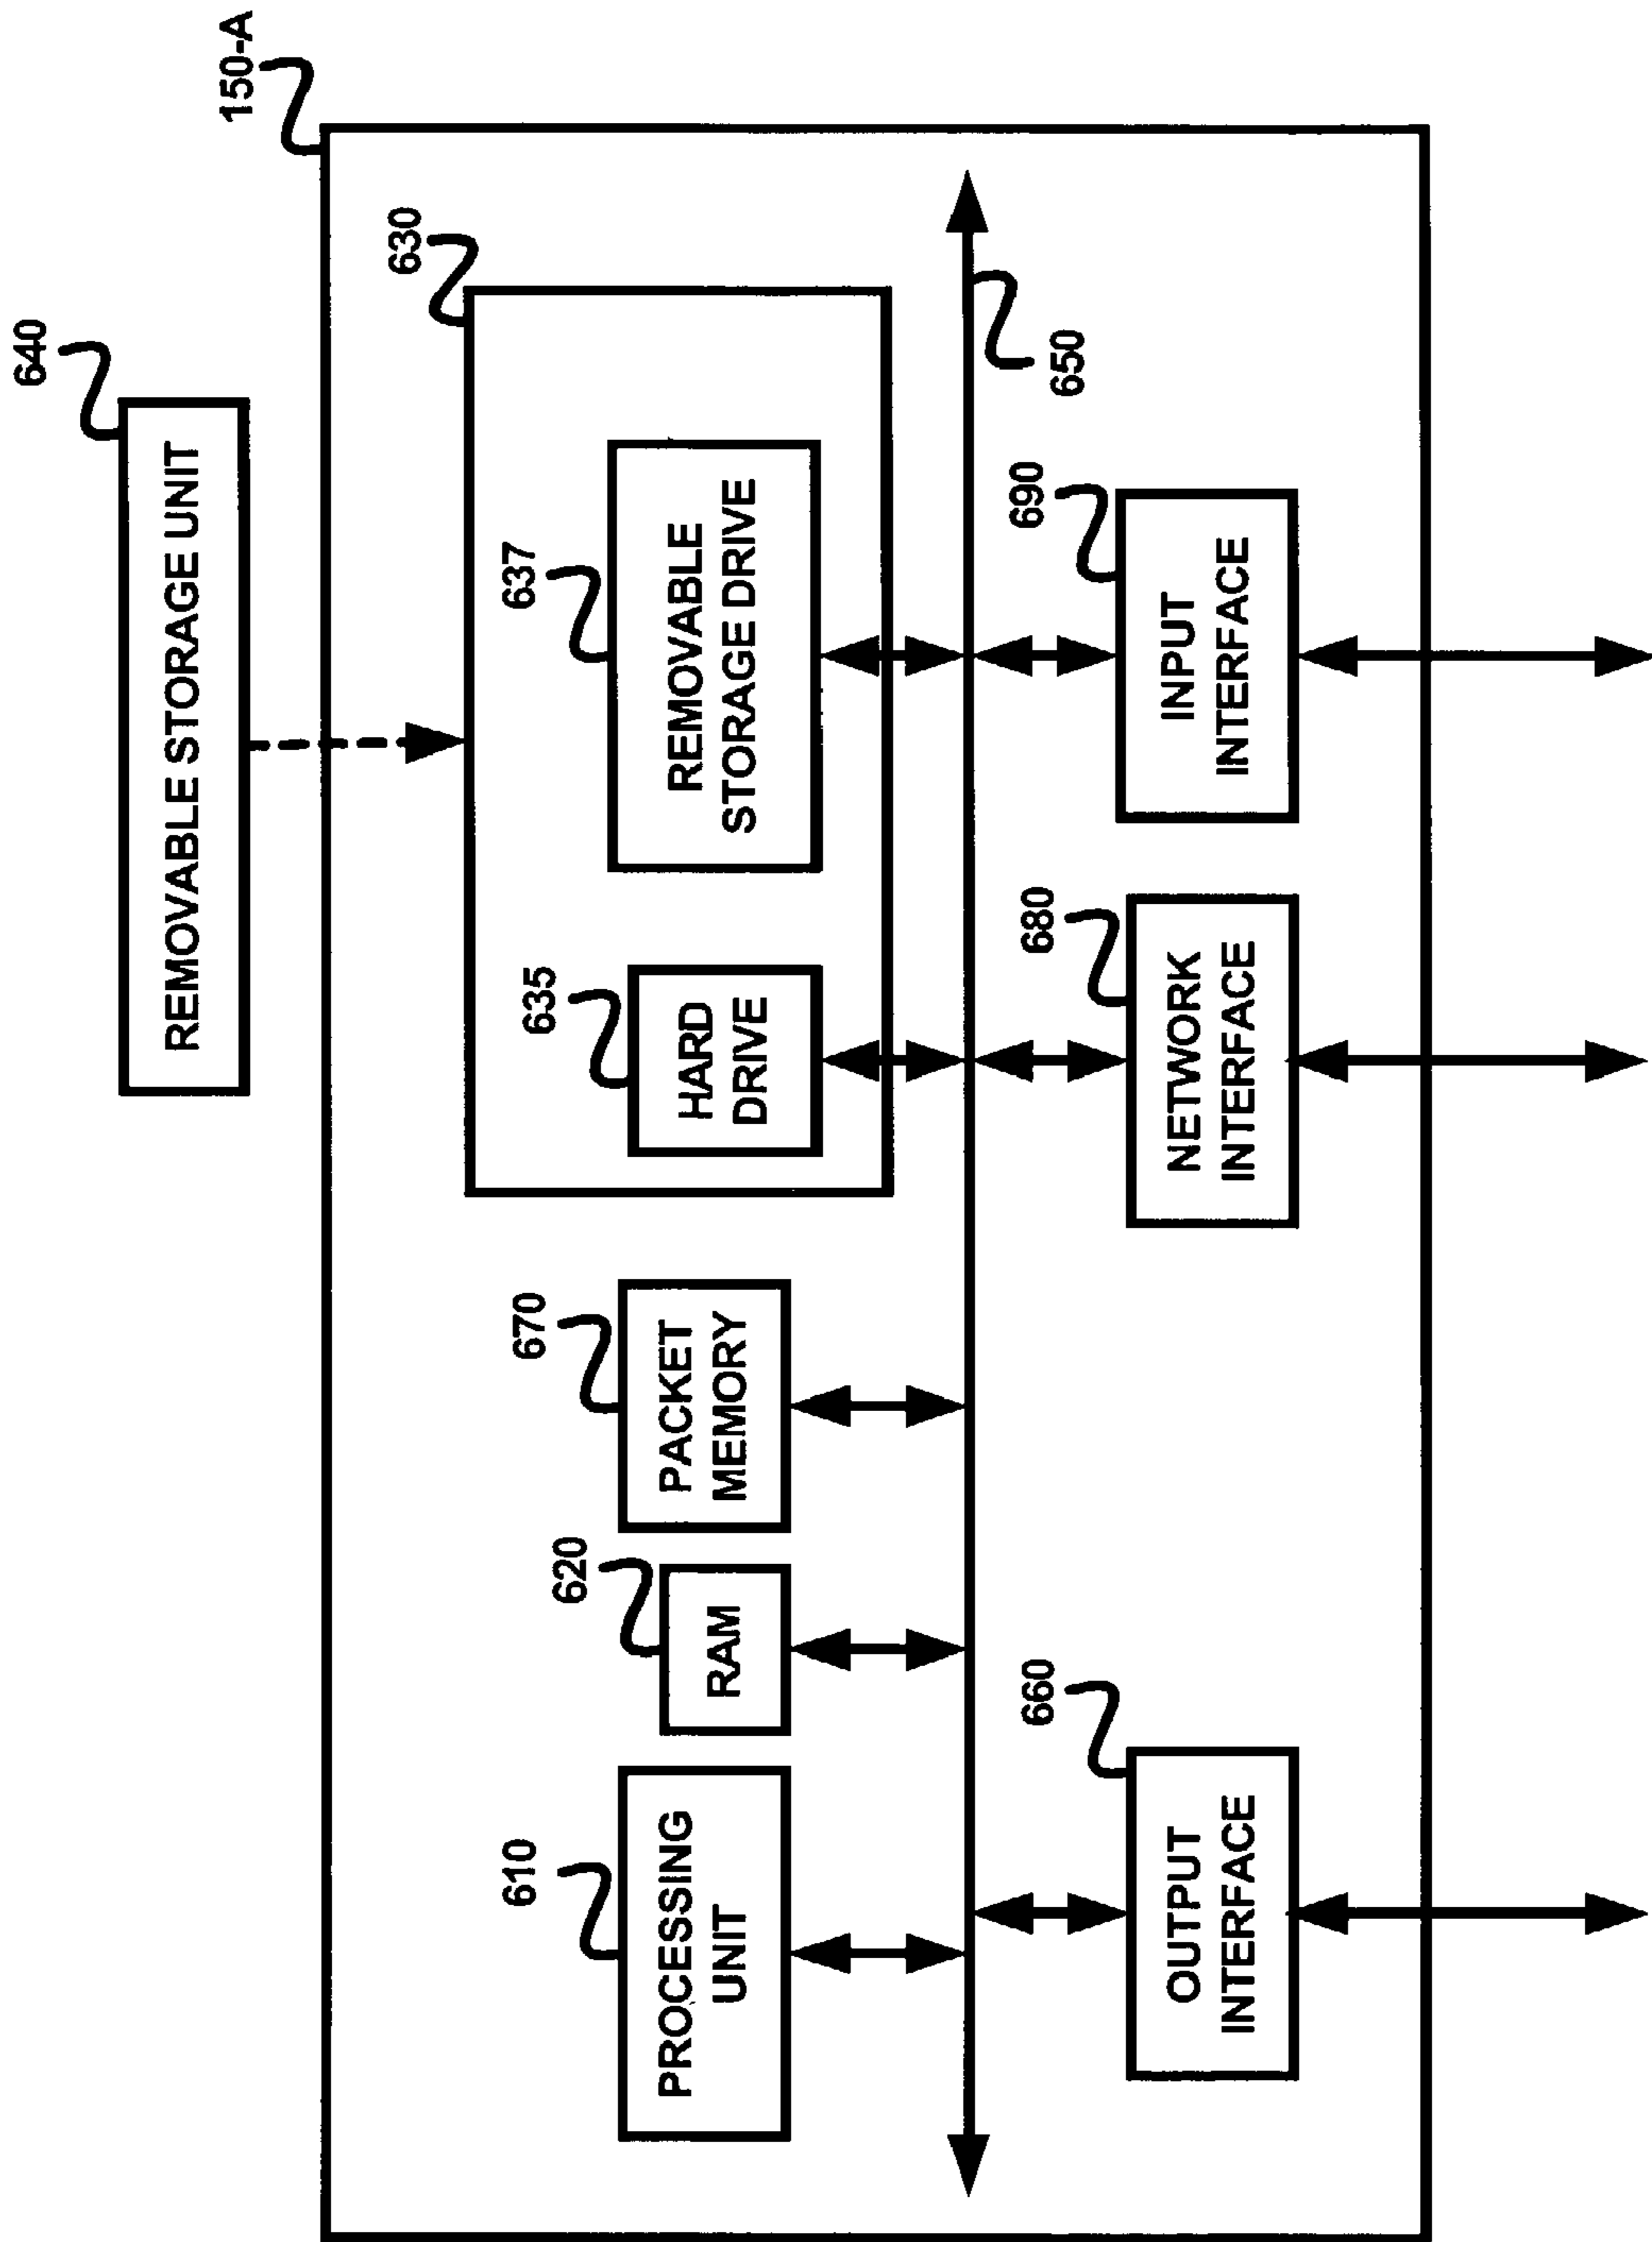 150-A
640
REMOVABLE STORAGE UNIT
630
637
REMOVABLE
STORAGE DRIVE
635
HARD
DRIVE
670
PACKET
MEMORY
620
RAM
610
PROCESSING
UNIT
650
690
INPUT
INTERFACE
680
NETWORK
INTERFACE
660
OUTPUT
INTERFACE